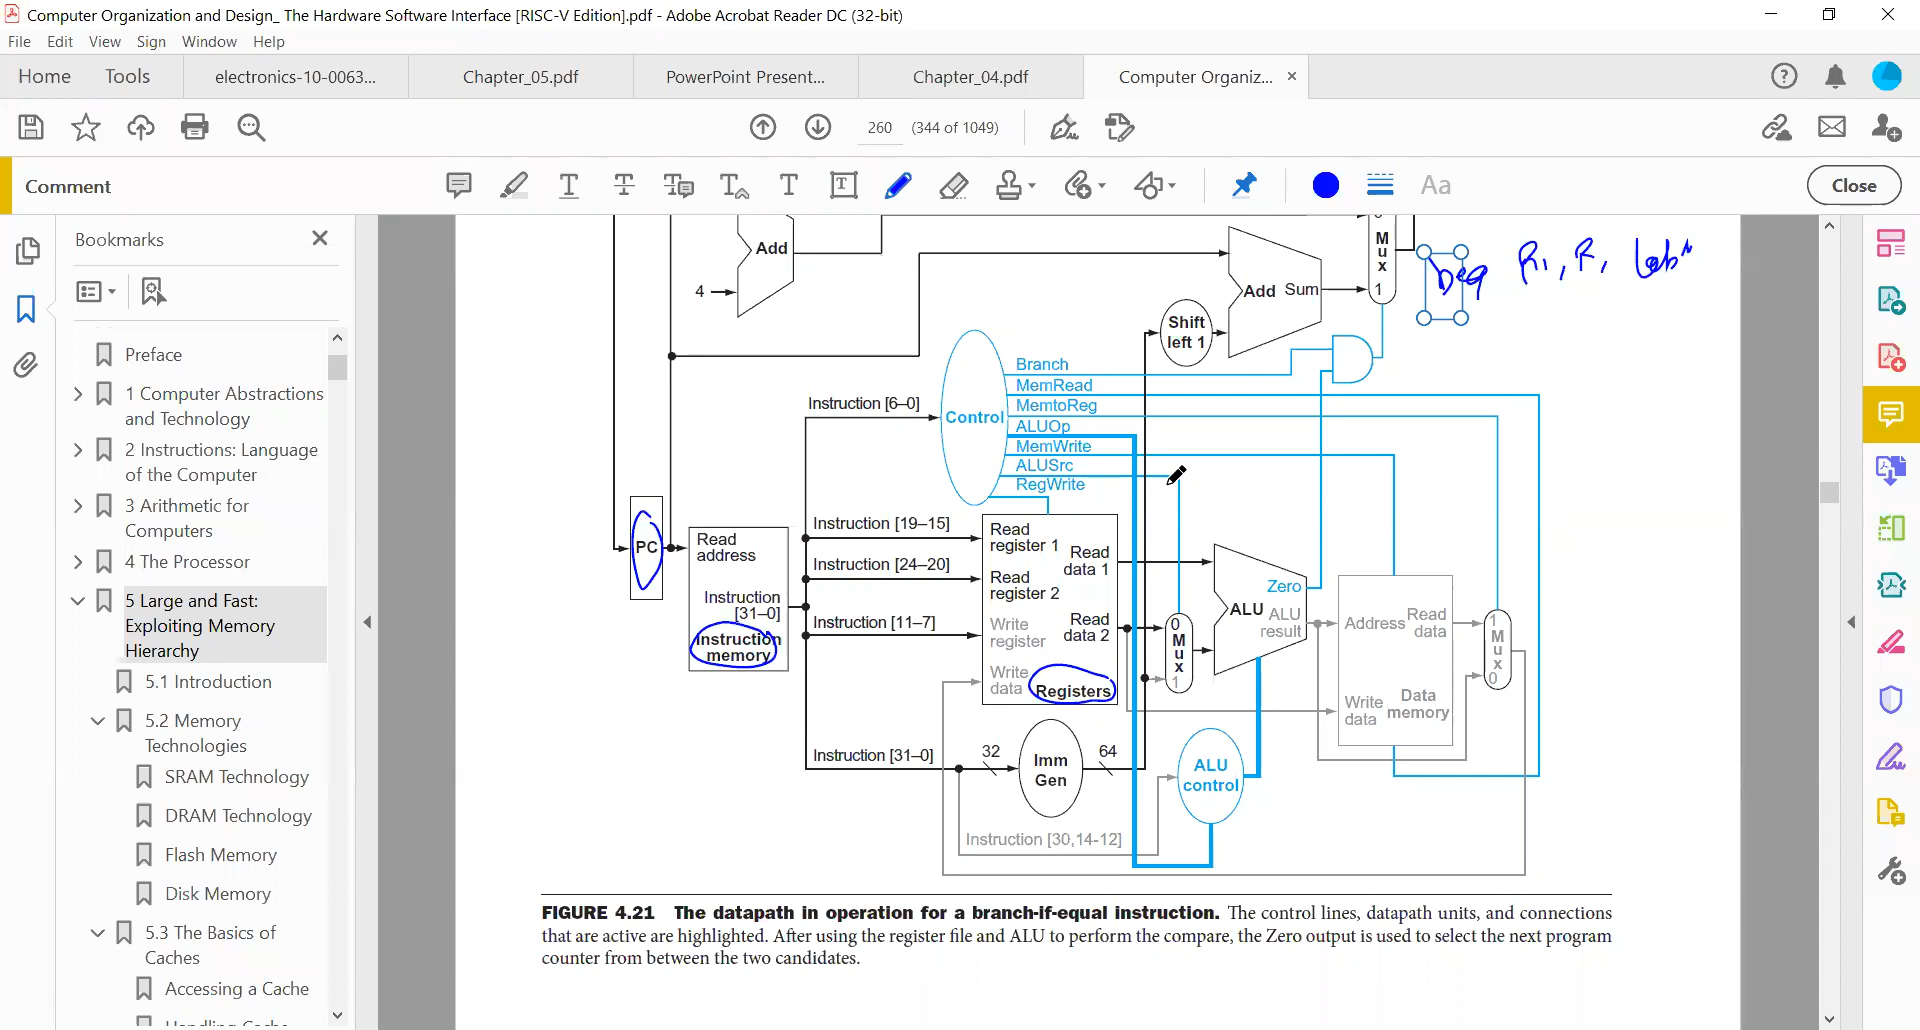 Computer Organization and Design_ The Hardware Software Interface [RISC-V Edition].pdf - Adobe Acrobat Reader DC (32-bit)
File Edit View Sign Window Help
Home Tools electronics-10-0063... Chapter_05.pdf PowerPoint Present... Chapter_04.pdf Computer Organiz...
260 (344 of 1049)
Comment
Aa
Close
Bookmarks
Preface
1 Computer Abstractions
and Technology
2 Instructions: Language
of the Computer
3 Arithmetic for
Computers
4 The Processor
5 Large and Fast:
Exploiting Memory
Hierarchy
5.1 Introduction
5.2 Memory
Technologies
SRAM Technology
DRAM Technology
Flash Memory
Disk Memory
5.3 The Basics of
Caches
Accessing a Cache
Add
4
Add Sum
Mux
1
Shift
left 1
beq R1, R,
Branch
MemRead
MemtoReg
ALUOp
MemWrite
ALUSrc
RegWrite
Control
Instruction [6–0]
Instruction [19–15]
Instruction [24–20]
Instruction [11–7]
Instruction [31–0]
PC
Read
address
Instruction
[31–0]
Instruction
memory
Read
register 1
Read
register 2
Write
register
Write
data
Read
data 1
Read
data 2
Registers
0
Mux
1
Zero
ALU
ALU
result
Address
Read
data
Write
data
Data
memory
1
Mux
0
32
Imm
Gen
64
ALU
control
Instruction [30,14-12]
FIGURE 4.21 The datapath in operation for a branch-if-equal instruction. The control lines, datapath units, and connections
that are active are highlighted. After using the register file and ALU to perform the compare, the Zero output is used to select the next program
counter from between the two candidates.